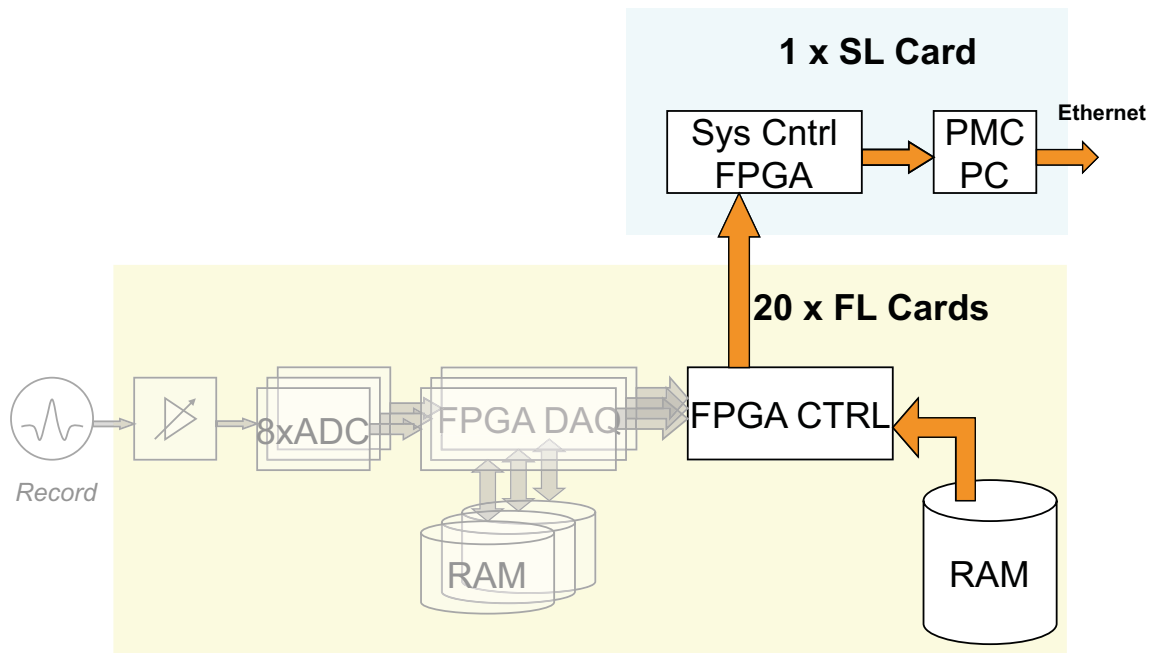 1 x SL Card
Ethernet
Sys Cntrl
FPGA
PMC
PC
20 x FL Cards
8xADC
FPGA DAQ
FPGA CTRL
Record
RAM
RAM